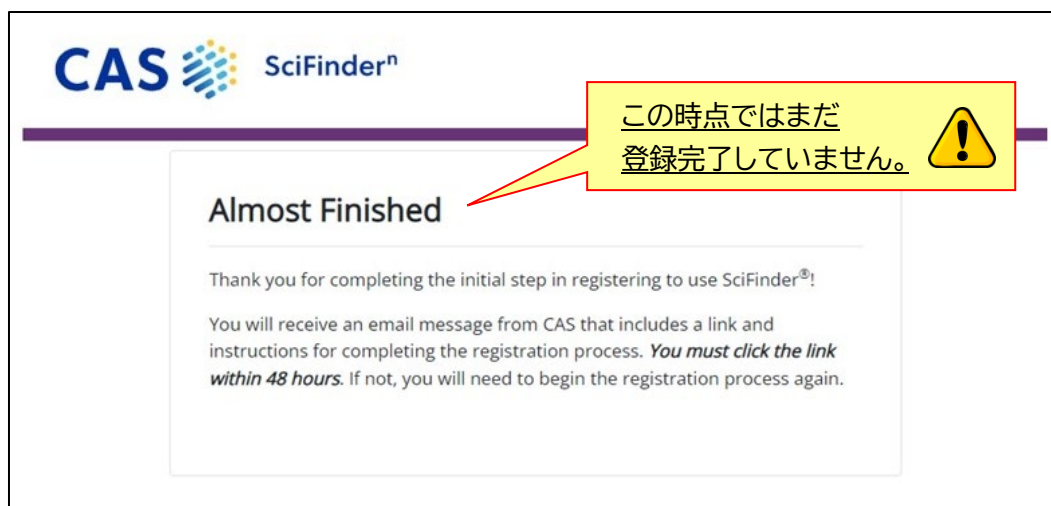 CAS SciFinderⁿ
この時点ではまだ
登録完了していません。
Almost Finished
Thank you for completing the initial step in registering to use SciFinder®!
You will receive an email message from CAS that includes a link and
instructions for completing the registration process. You must click the link
within 48 hours. If not, you will need to begin the registration process again.